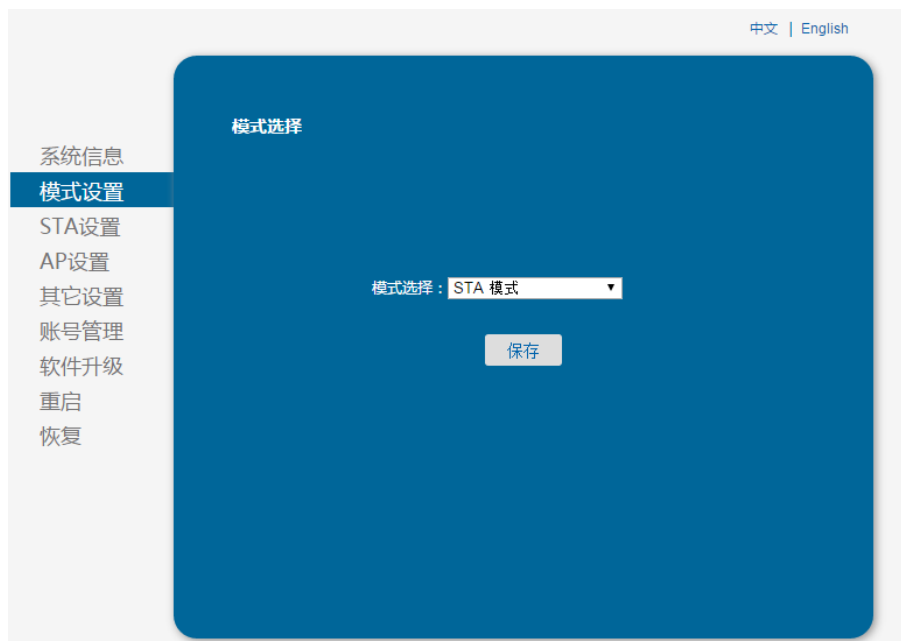 中文 | English
模式选择
系统信息
模式设置
STA设置
AP设置
其它设置
账号管理
软件升级
重启
恢复
模式选择：STA 模式
保存